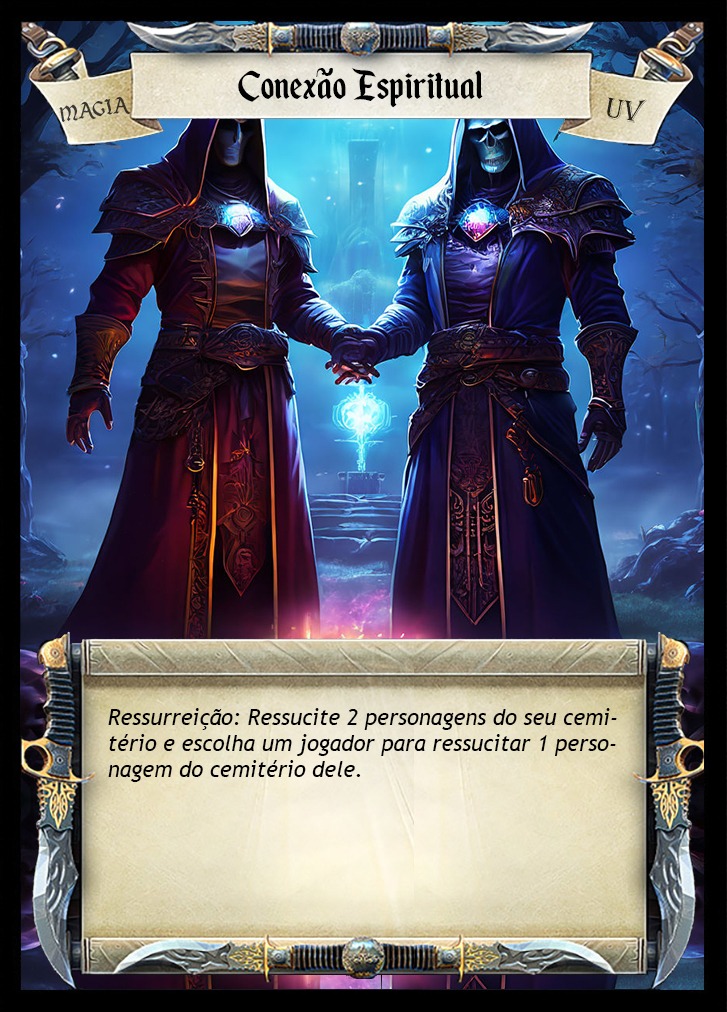 MAGIA
Conexão Espiritual
UV
Ressurreição: Ressucite 2 personagens do seu cemi-
tério e escolha um jogador para ressucitar 1 perso-
nagem do cemitério dele.